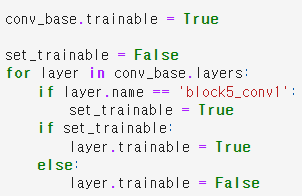 conv_base.trainable = True

set_trainable = False
for layer in conv_base.layers:
    if layer.name == 'block5_conv1':
        set_trainable = True
    if set_trainable:
        layer.trainable = True
    else:
        layer.trainable = False